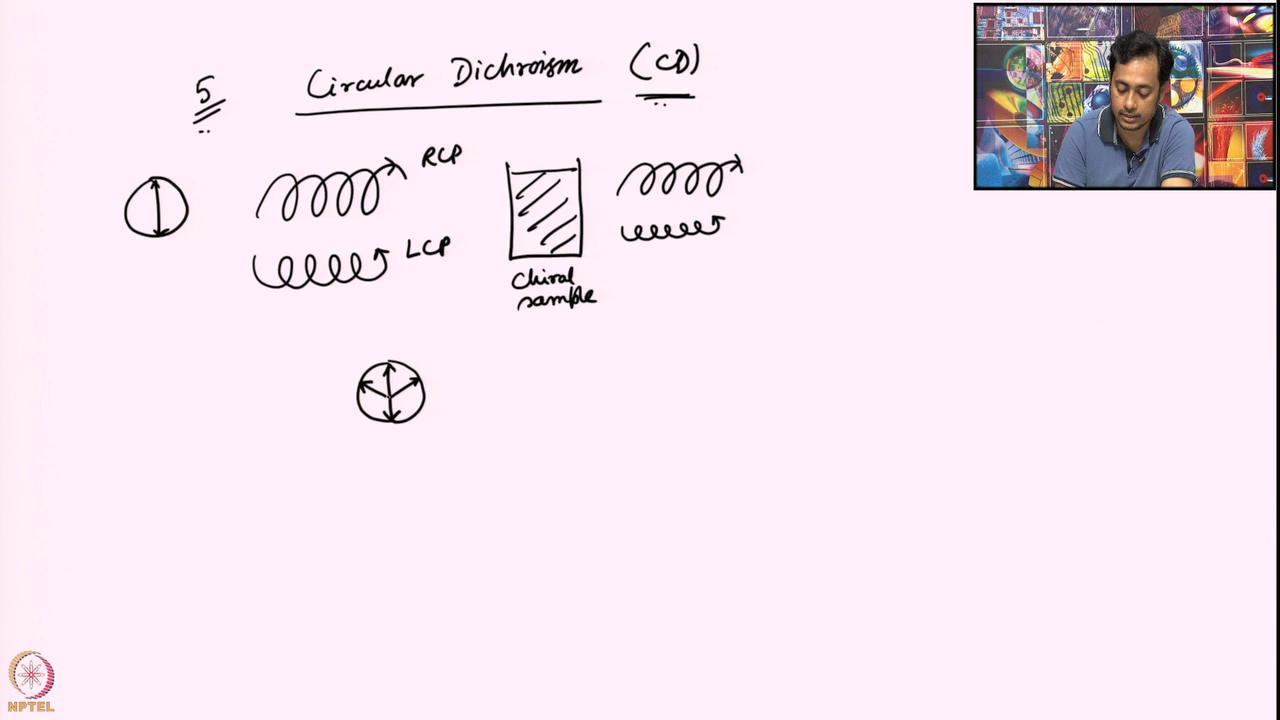 5 Circular Dichroism (CD)
RCP
LCP
Chiral
sample
NPTEL